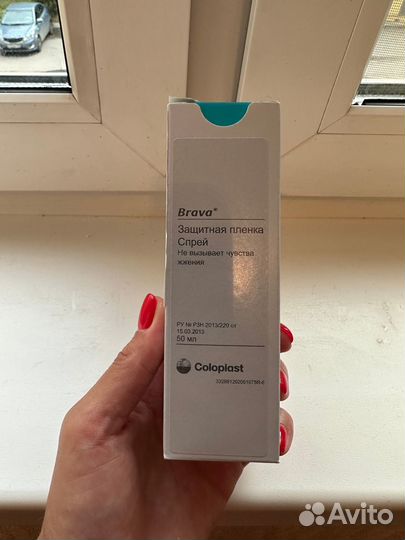 Brava®
Защитная пленка
Спрей
Не вызывает чувства
жжения
РУ № РЗН 2013/220 от
15.03.2013
50 мл
Coloplast
Avito